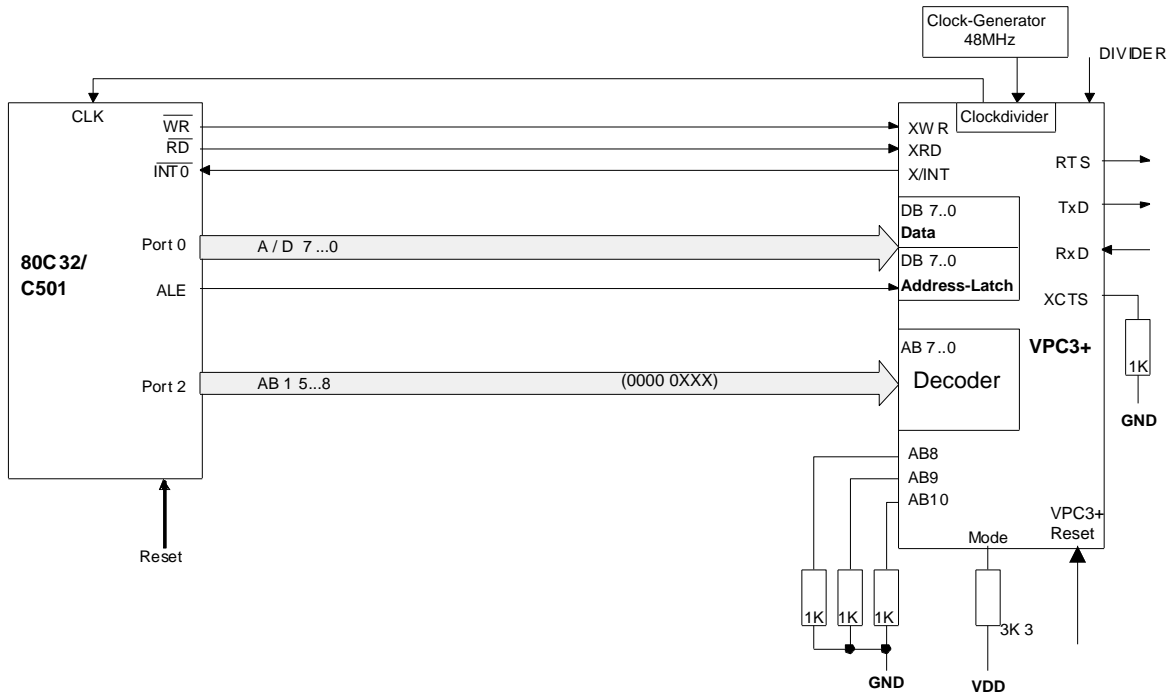 Clock-Generator
48MHz
DIVIDER
CLK
Clockdivider
WR
XWR
RD
XRD
INT0
X/INT
RTS
TxD
RxD
XCTS
DB 7..0
Data
DB 7..0
Address-Latch
Port 0
A / D 7...0
80C32/
C501
ALE
VPC3+
1K
GND
AB 7..0
Decoder
Port 2
AB 15...8
(0000 0XXX)
AB8
AB9
AB10
VPC3+
Reset
Mode
Reset
1K
1K
1K
3K3
GND
VDD